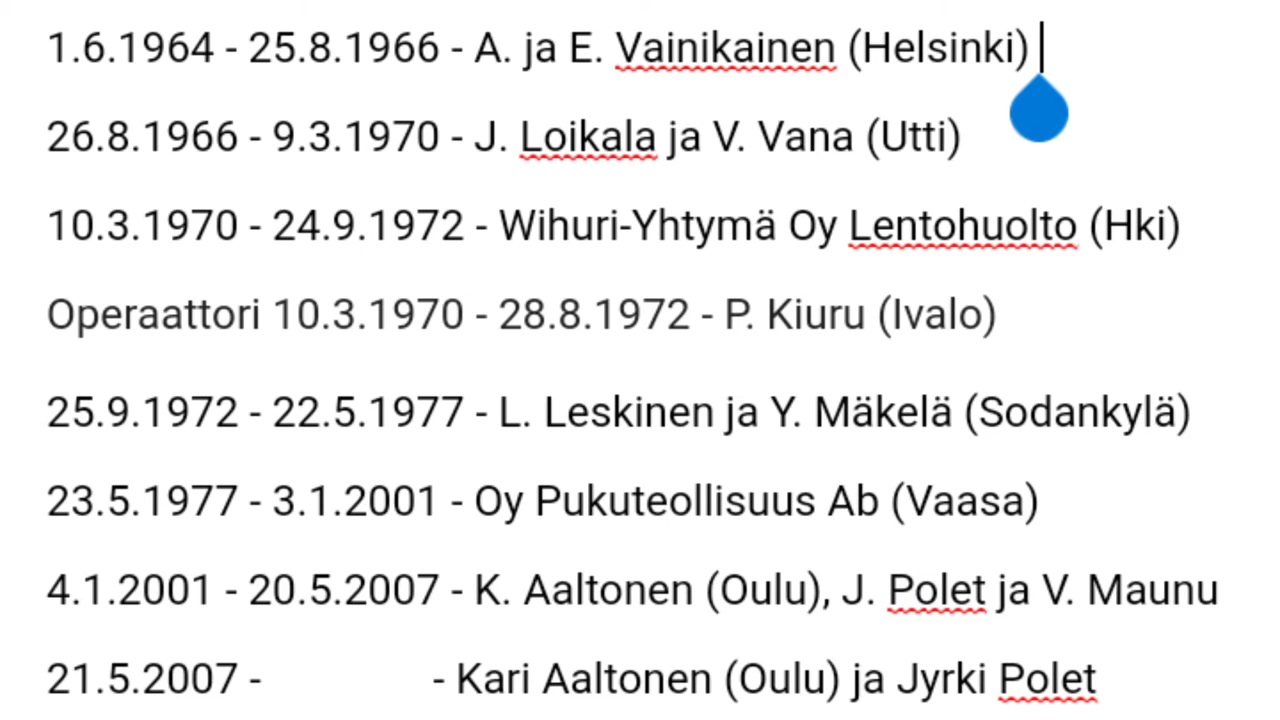 1.6.1964 - 25.8.1966 - A. ja E. Vainikainen (Helsinki)
26.8.1966 - 9.3.1970 - J. Loikala ja V. Vana (Utti)
10.3.1970 - 24.9.1972 - Wihuri-Yhtymä Oy Lentohuolto (Hki)
Operaattori 10.3.1970 - 28.8.1972 - P. Kiuru (Ivalo)
25.9.1972 - 22.5.1977 - L. Leskinen ja Y. Mäkelä (Sodankylä)
23.5.1977 - 3.1.2001 - Oy Pukuteollisuus Ab (Vaasa)
4.1.2001 - 20.5.2007 - K. Aaltonen (Oulu), J. Polet ja V. Maunu
21.5.2007 - - Kari Aaltonen (Oulu) ja Jyrki Polet